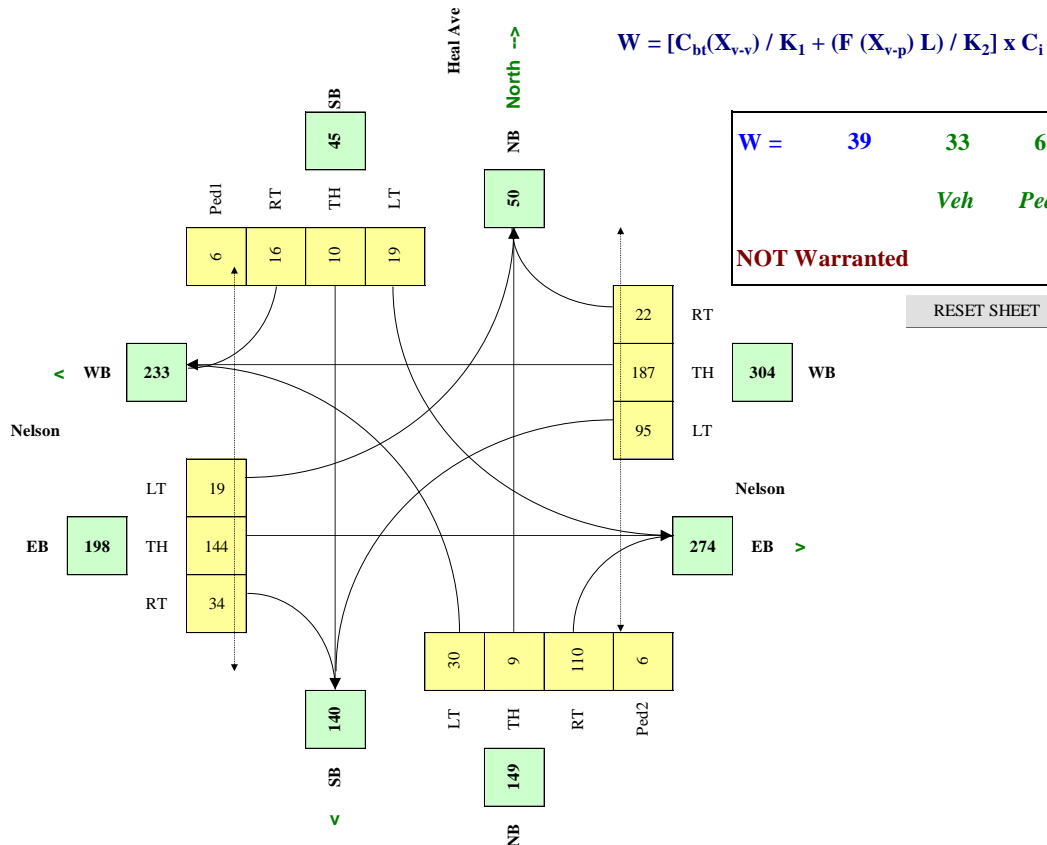 W = [Cbt(Xv-v) / K1 + (F (Xv-p) L) / K2] x Ci
Heal Ave
North -->
SB
45
NB
50
W = 39 33 6
Veh
NOT Warranted
RESET SHEET
Ped1 RT TH LT
6 16 10 19
22 RT
187 TH
95 LT
304 WB
< WB 233
Nelson
Nelson
LT 19
EB 198 TH 144
RT 34
274 EB >
30 9 110 6
LT TH RT Ped2
140
SB
<
149
NB